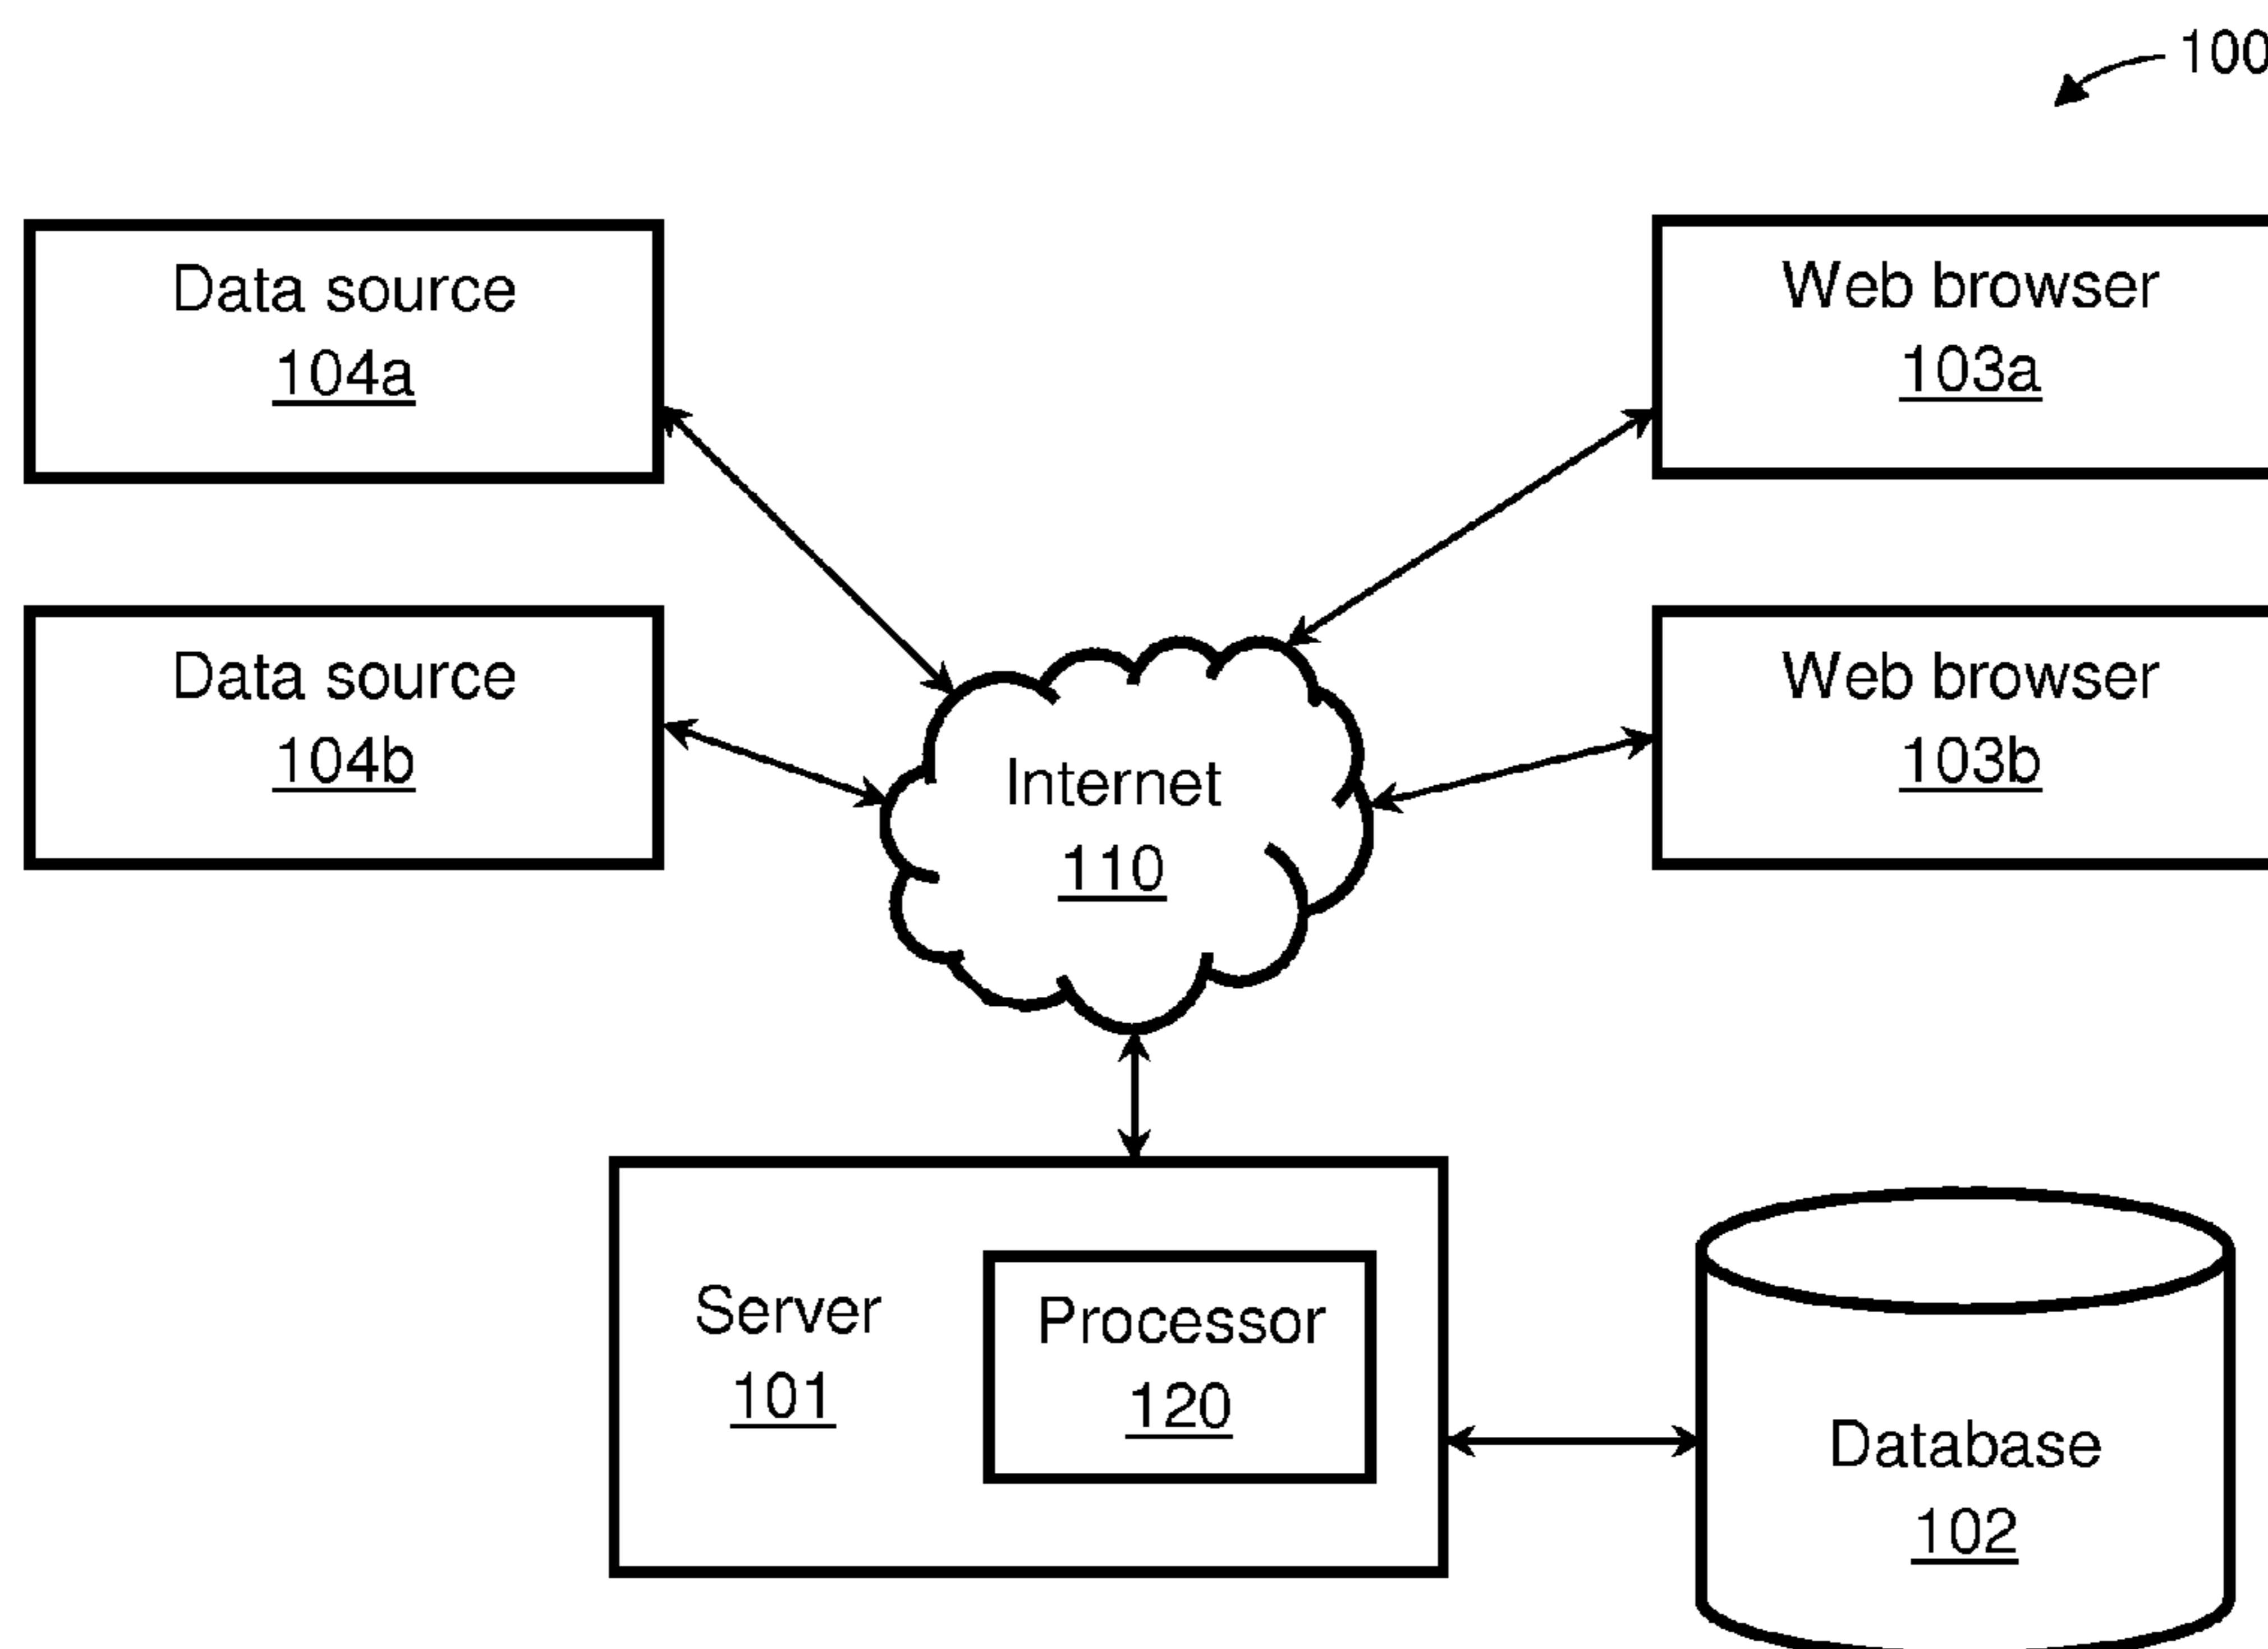 100
Data source
104a
Web browser
103a
Data source
104b
Web browser
103b
Internet
110
Server
101
Processor
120
Database
102